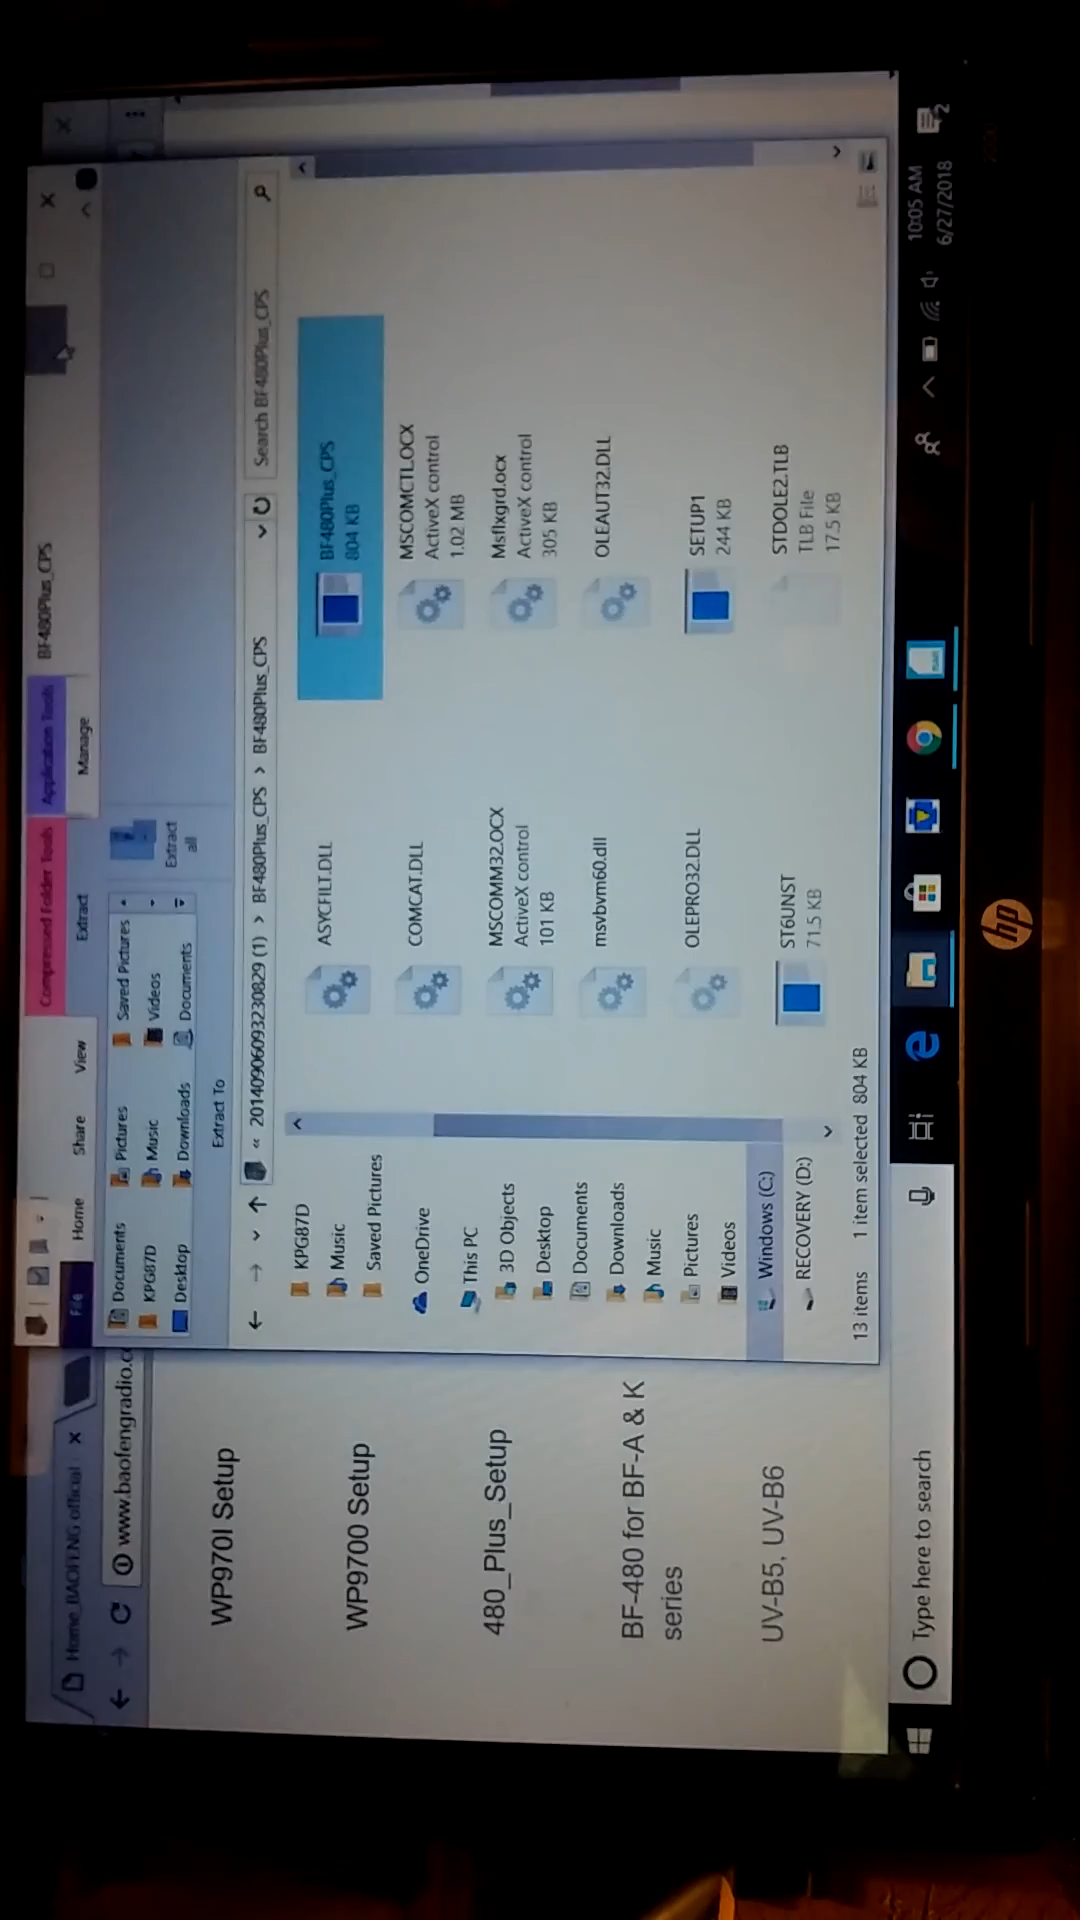 Home_BAOFENG official
www.baofengradio.co
WP970I Setup
WP9700 Setup
480_Plus_Setup
BF-480 for BF-A & K
series
UV-B5, UV-B6
Compressed Folder Tools
Application Tools
BF480Plus_CPS
File
Home
Share
View
Extract
Manage
Documents
Pictures
Saved Pictures
KPG87D
Music
Videos
Desktop
Downloads
Documents
Extract To
Extract
all
« 20140906093230829 (1) > BF480Plus_CPS > BF480Plus_CPS
Search BF480Plus_CPS
KPG87D
Music
Saved Pictures
OneDrive
This PC
3D Objects
Desktop
Documents
Downloads
Music
Pictures
Videos
Windows (C:)
RECOVERY (D:)
ASYCFILT.DLL
BF480Plus_CPS
804 KB
COMCAT.DLL
MSCOMCTL.OCX
ActiveX control
1.02 MB
MSCOMM32.OCX
ActiveX control
101 KB
Msflxgrd.ocx
ActiveX control
305 KB
msvbvm60.dll
OLEAUT32.DLL
OLEPRO32.DLL
SETUP1
244 KB
ST6UNST
71.5 KB
STDOLE2.TLB
TLB File
17.5 KB
13 items
1 item selected 804 KB
Type here to search
10:05 AM
6/27/2018
2
hp